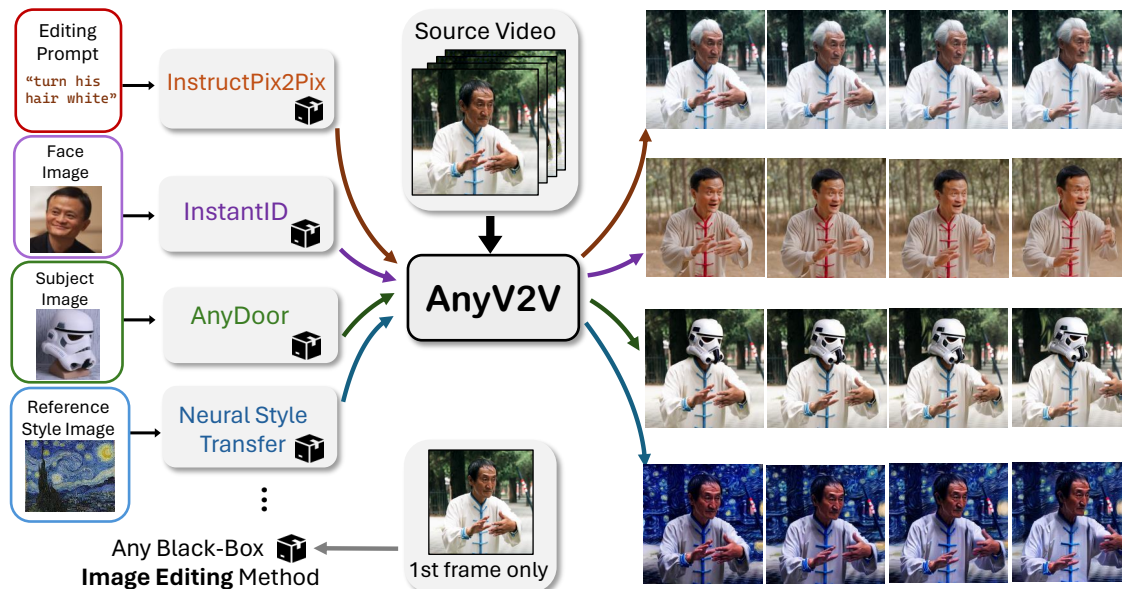 Editing
Prompt
“turn his
hair white”
InstructPix2Pix
Face
Image
InstantID
Subject
Image
AnyDoor
Reference
Style Image
Neural Style
Transfer
⋮
Any Black-Box
Image Editing Method
Source Video
AnyV2V
1st frame only